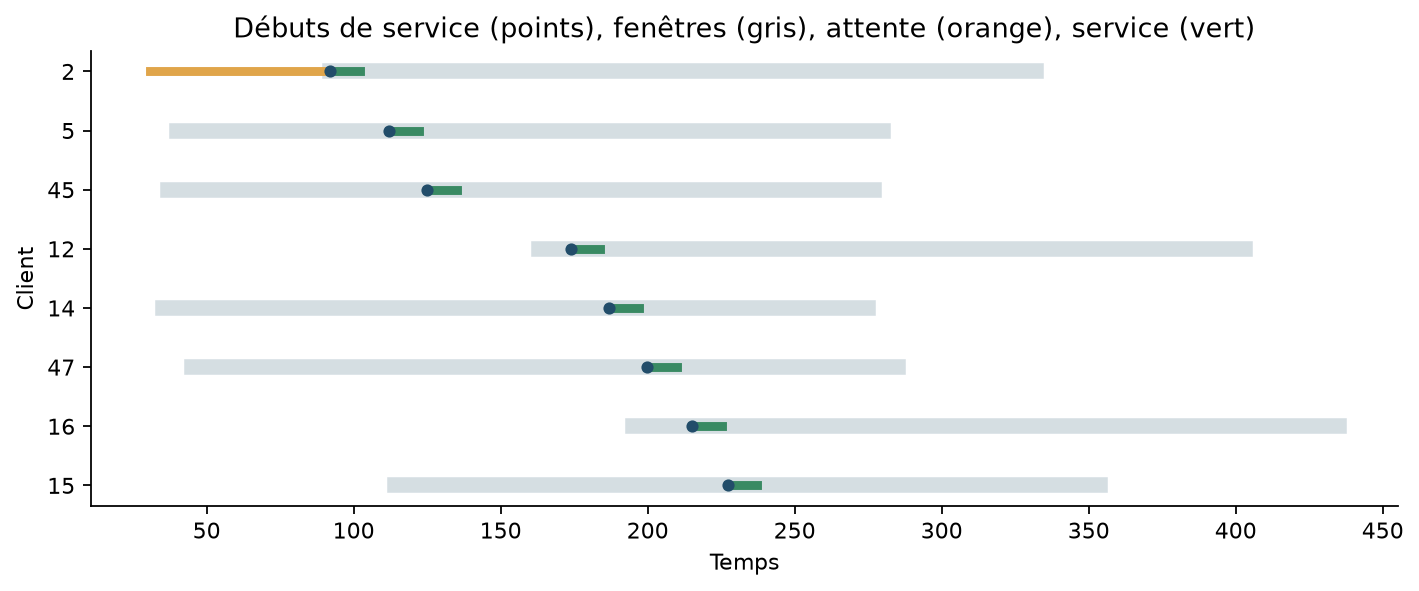 Débuts de service (points), fenêtres (gris), attente (orange), service (vert)
2
5
45
12
14
47
16
15
Client
50 100 150 200 250 300 350 400 450
Temps